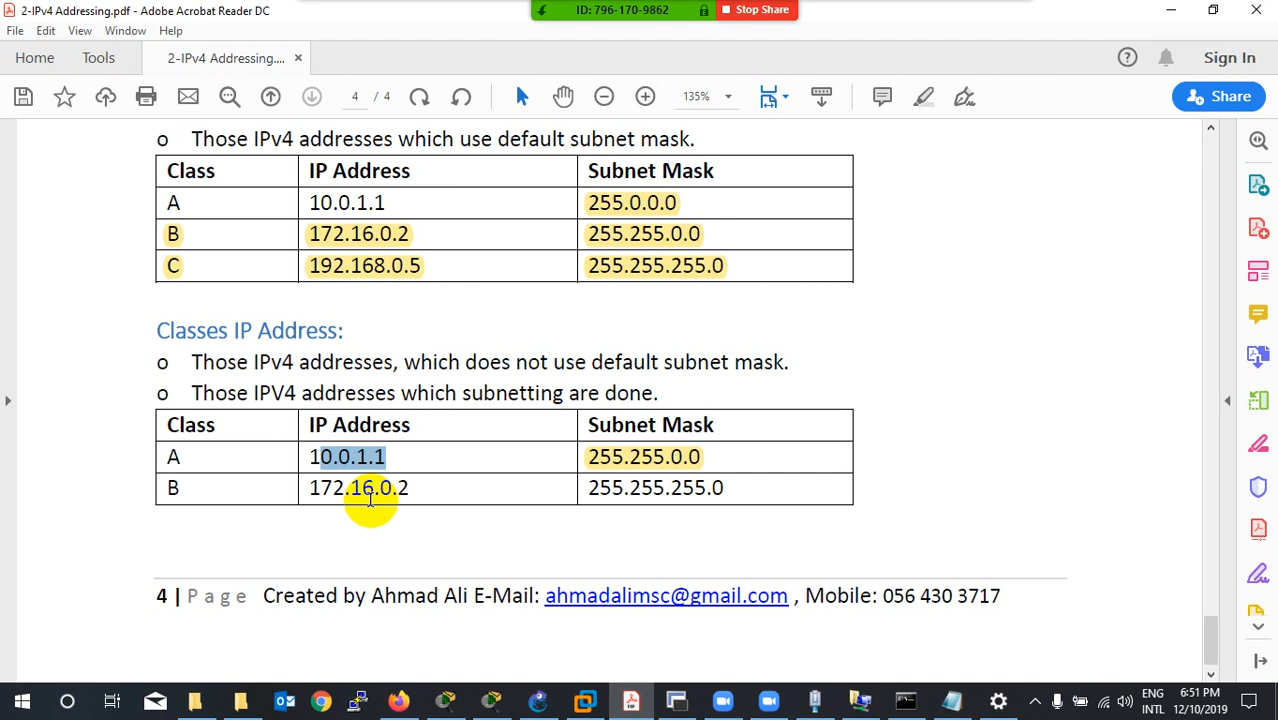 2-IPv4 Addressing.pdf - Adobe Acrobat Reader DC
ID: 796-170-9862
Stop Share
File Edit View Window Help
Home Tools 2-IPv4 Addressing.... × Sign In
4 / 4 135% Share
o Those IPv4 addresses which use default subnet mask.
Class IP Address Subnet Mask
A 10.0.1.1 255.0.0.0
B 172.16.0.2 255.255.0.0
C 192.168.0.5 255.255.255.0
Classes IP Address:
o Those IPv4 addresses, which does not use default subnet mask.
o Those IPV4 addresses which subnetting are done.
Class IP Address Subnet Mask
A 10.0.1.1 255.255.0.0
B 172.16.0.2 255.255.255.0
4 | Page Created by Ahmad Ali E-Mail: ahmadalimsc@gmail.com , Mobile: 056 430 3717
ENG 6:51 PM
INTL 12/10/2019